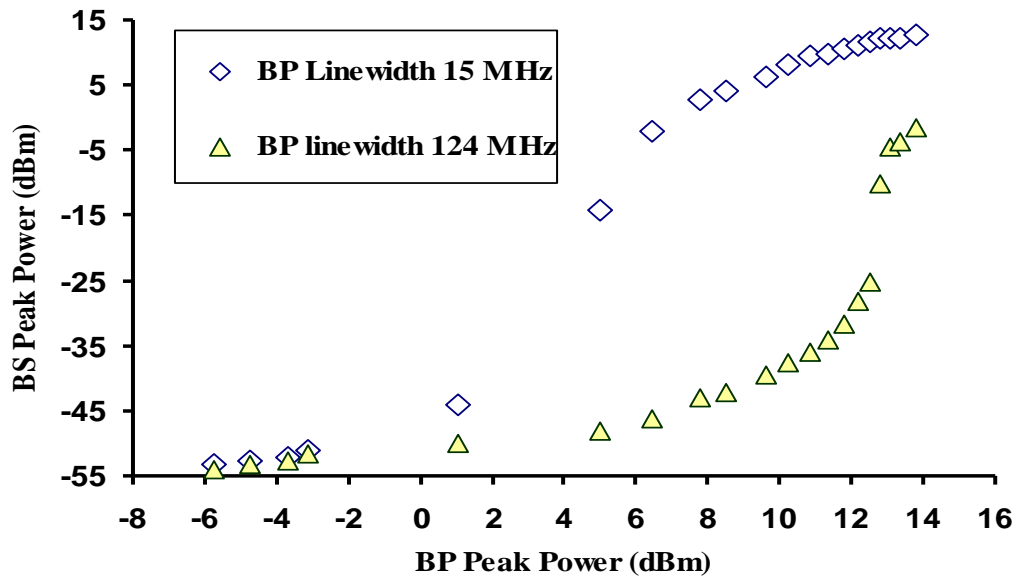 15
5
-5
-15
-25
-35
-45
-55
BS Peak Power (dBm)
BP Linewidth 15 MHz
BP linewidth 124 MHz
-8 -6 -4 -2 0 2 4 6 8 10 12 14 16
BP Peak Power (dBm)